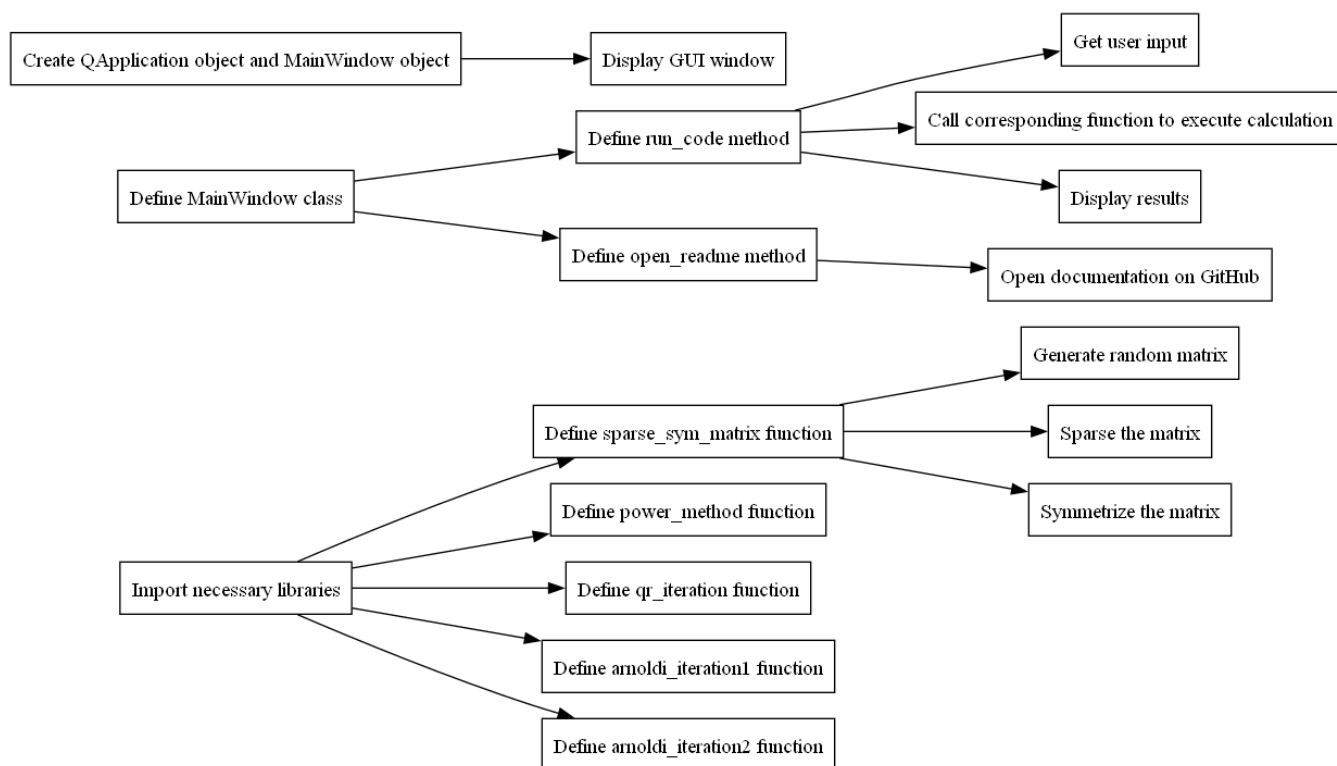 Create QApplication object and MainWindow object
Display GUI window
Get user input
Call corresponding function to execute calculation
Define run_code method
Define MainWindow class
Display results
Define open_readme method
Open documentation on GitHub
Generate random matrix
Define sparse_sym_matrix function
Sparse the matrix
Define power_method function
Symmetrize the matrix
Import necessary libraries
Define qr_iteration function
Define arnoldi_iteration1 function
Define arnoldi_iteration2 function